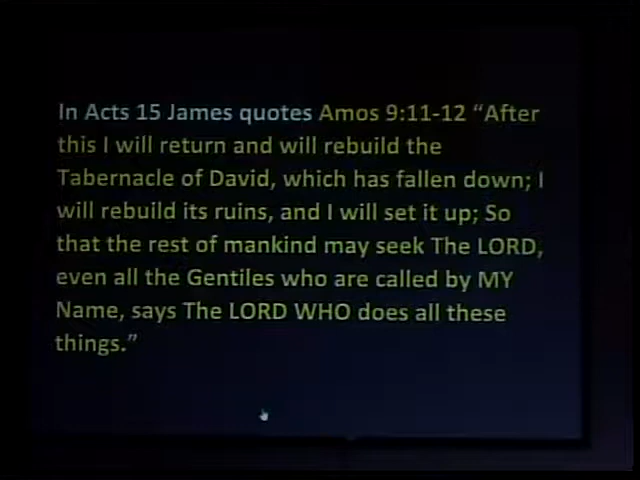 In Acts 15 James quotes Amos 9:11-12 “After
this I will return and will rebuild the
Tabernacle of David, which has fallen down; I
will rebuild its ruins, and I will set it up; So
that the rest of mankind may seek The LORD,
even all the Gentiles who are called by MY
Name, says The LORD WHO does all these
things.”